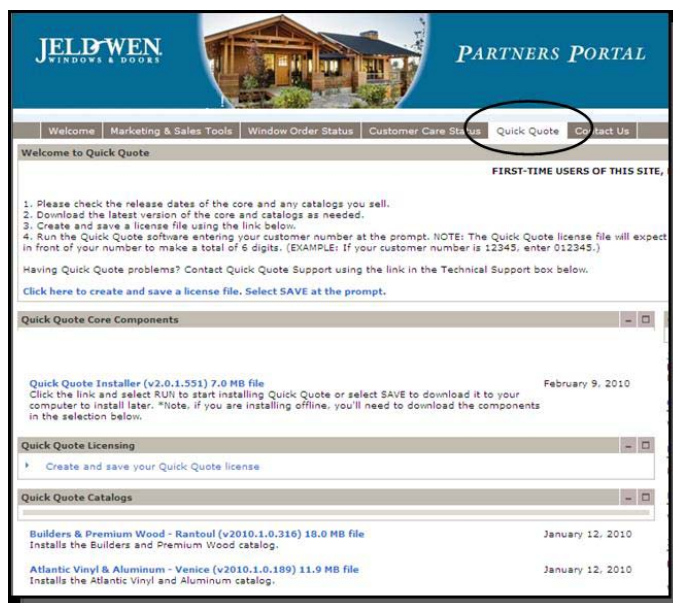 JELD-WEN.
WINDOWS & DOORS
PARTNERS PORTAL
Welcome
Marketing & Sales Tools
Window Order Status
Customer Care Status
Quick Quote
Contact Us
Welcome to Quick Quote
FIRST-TIME USERS OF THIS SITE,
1. Please check the release dates of the core and any catalogs you sell.
2. Download the latest version of the core and catalogs as needed.
3. Create and save a license file using the link below.
4. Run the Quick Quote software entering your customer number at the prompt. NOTE: The Quick Quote license file will expect
in front of your number to make a total of 6 digits. (EXAMPLE: If your customer number is 12345, enter 012345.)
Having Quick Quote problems? Contact Quick Quote Support using the link in the Technical Support box below.
Click here to create and save a license file. Select SAVE at the prompt.
Quick Quote Core Components
Quick Quote Installer (v2.0.1.551) 7.0 MB file
February 9, 2010
Click the link and select RUN to start installing Quick Quote or select SAVE to download it to your
computer to install later. *Note, if you are installing offline, you'll need to download the components
in the selection below.
Quick Quote Licensing
Create and save your Quick Quote license
Quick Quote Catalogs
Builders & Premium Wood - Rantoul (v2010.1.0.316) 18.0 MB file
January 12, 2010
Installs the Builders and Premium Wood catalog.
Atlantic Vinyl & Aluminum - Venice (v2010.1.0.189) 11.9 MB file
January 12, 2010
Installs the Atlantic Vinyl and Aluminum catalog.